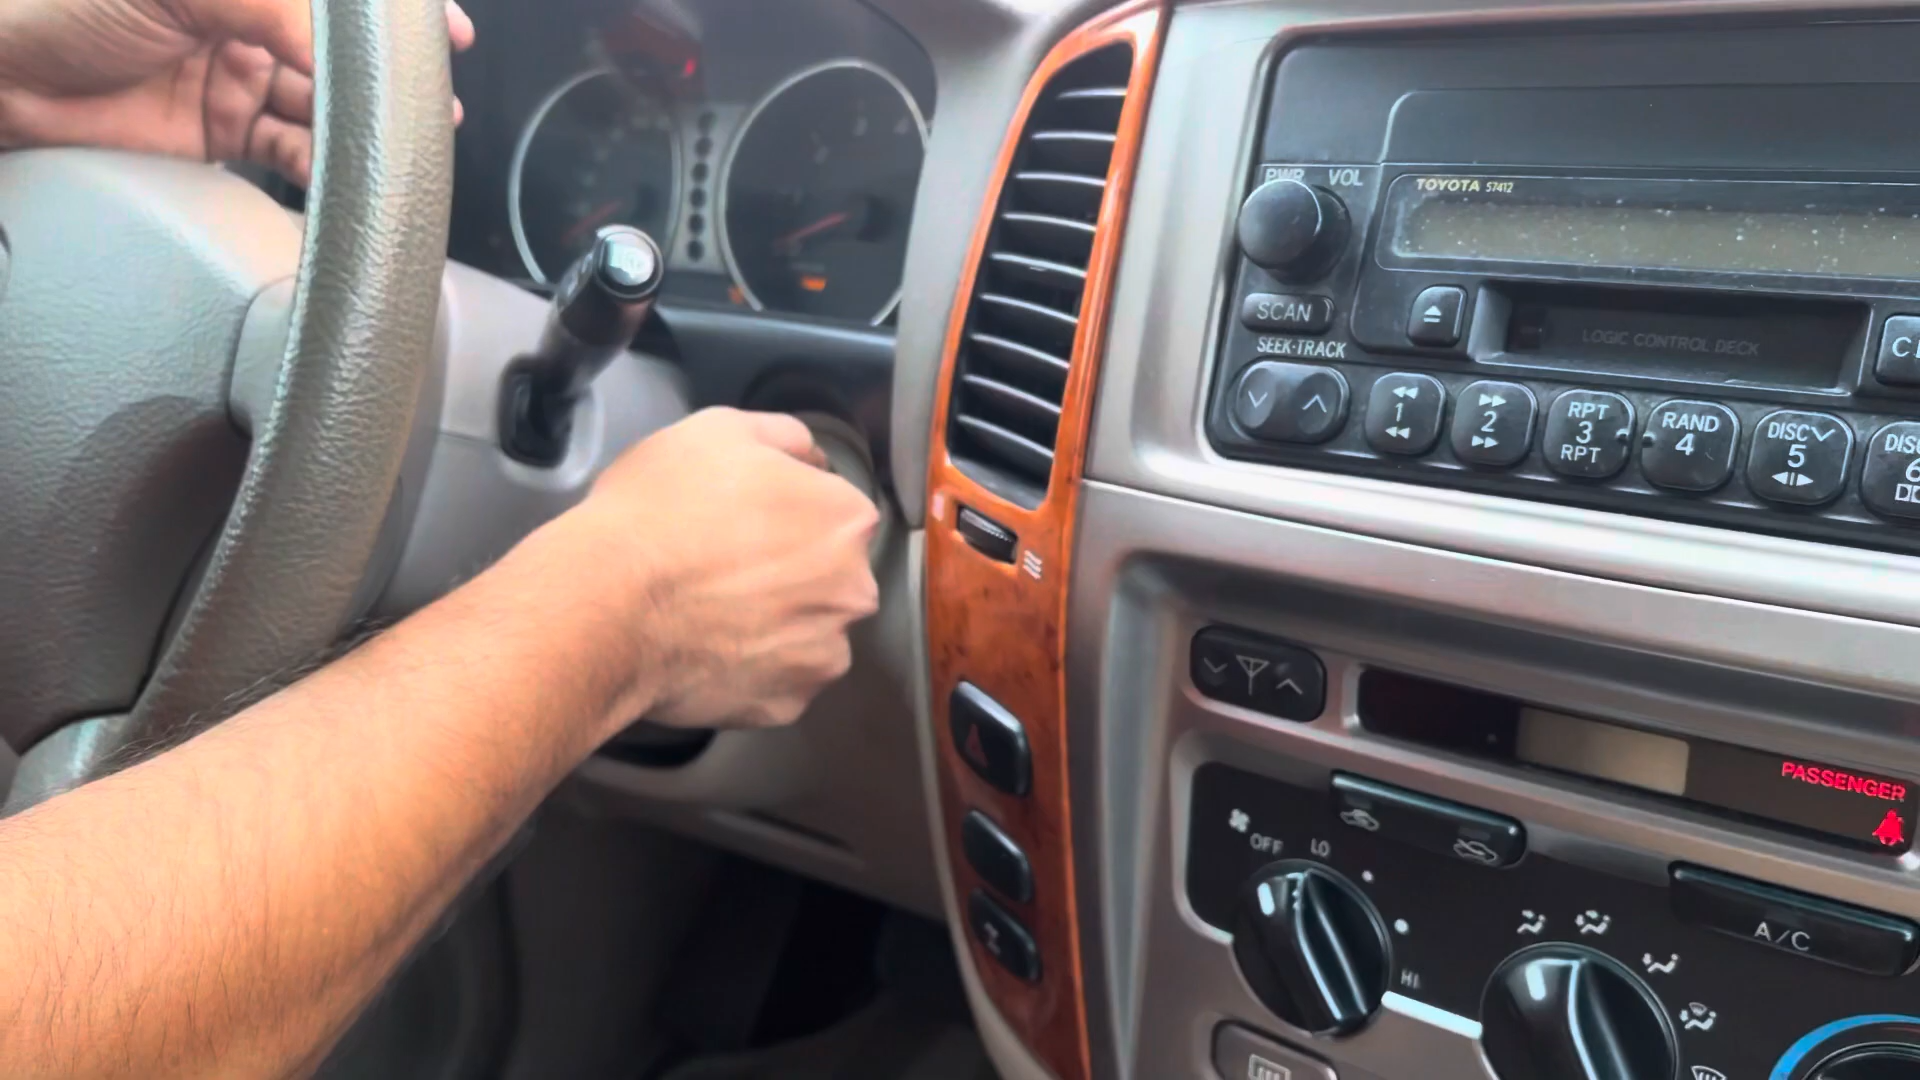 PWR VOL
TOYOTA 57412
SCAN
LOGIC CONTROL DECK
SEEK·TRACK
1
2
RPT
3
RPT
RAND
4
DISC
5
DISC
6
PASSENGER
OFF LO
HI
A/C